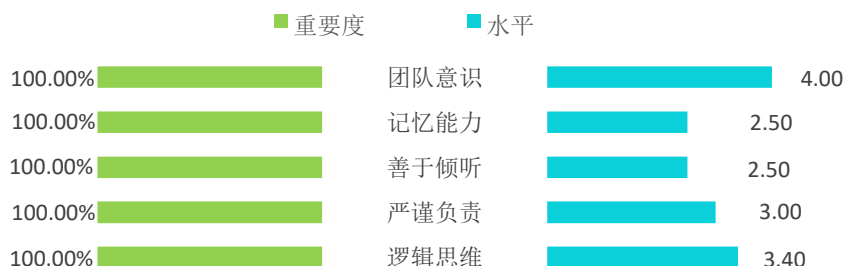 重要度 水平
100.00% 团队意识 4.00
100.00% 记忆能力 2.50
100.00% 善于倾听 2.50
100.00% 严谨负责 3.00
100.00% 逻辑思维 3.40